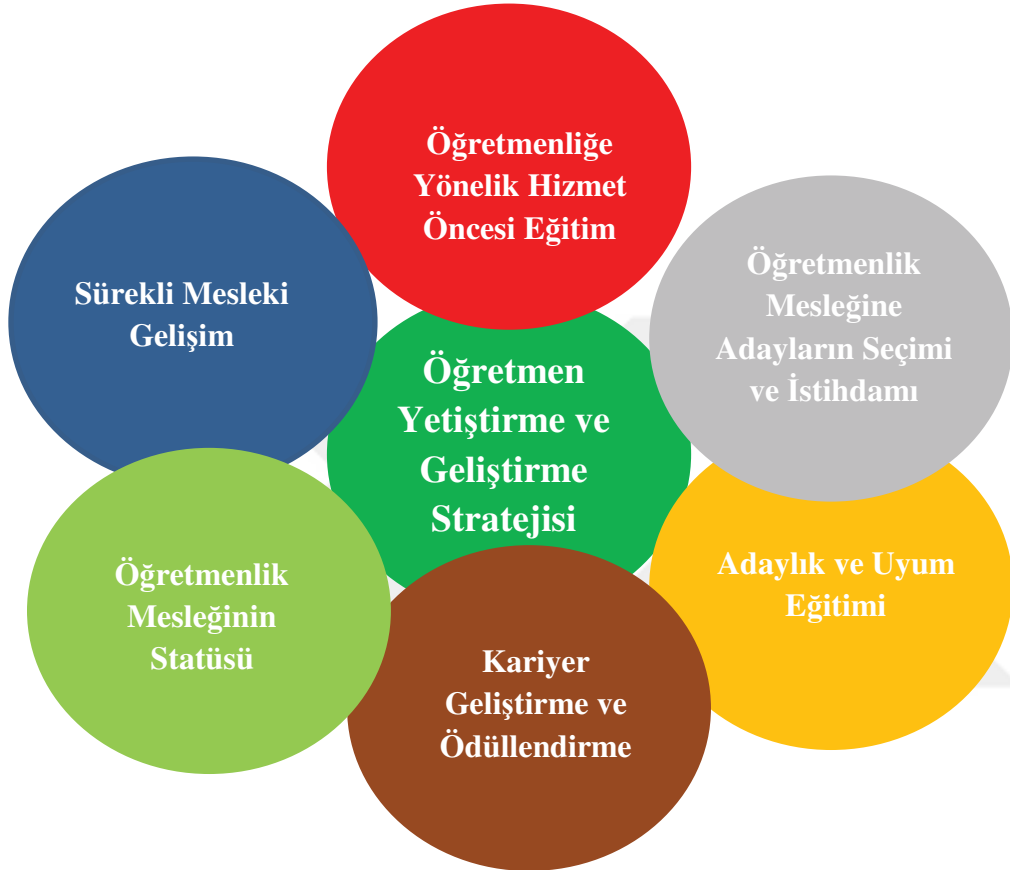 Öğretmenliğe
Yönelik Hizmet
Öncesi Eğitim
Öğretmenlik
Mesleğine
Adayların Seçimi
ve İstihdamı
Adaylık ve Uyum
Eğitimi
Kariyer
Geliştirme ve
Ödüllendirme
Öğretmenlik
Mesleğinin
Statüsü
Sürekli Mesleki
Gelişim
Öğretmen
Yetiştirme ve
Geliştirme
Stratejisi